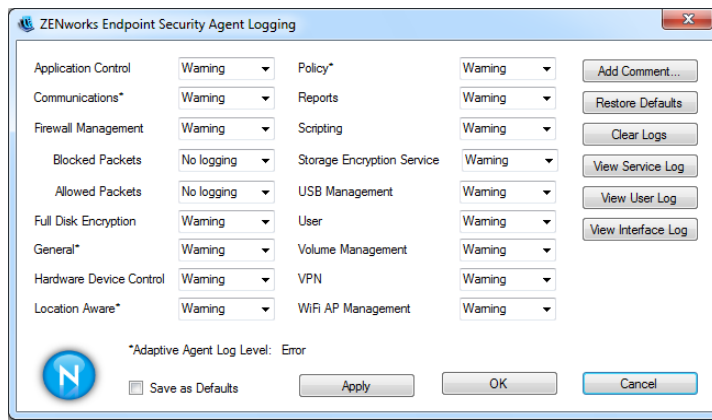 ZENworks Endpoint Security Agent Logging
Application Control Warning Policy* Warning Add Comment...
Communications* Warning Reports Warning Restore Defaults
Firewall Management Warning Scripting Warning Clear Logs
Blocked Packets No logging Storage Encryption Service Warning View Service Log
Allowed Packets No logging USB Management Warning View User Log
Full Disk Encryption Warning User Warning View Interface Log
General* Warning Volume Management Warning
Hardware Device Control Warning VPN Warning
Location Aware* Warning WiFi AP Management Warning
*Adaptive Agent Log Level: Error
N
Save as Defaults Apply OK Cancel